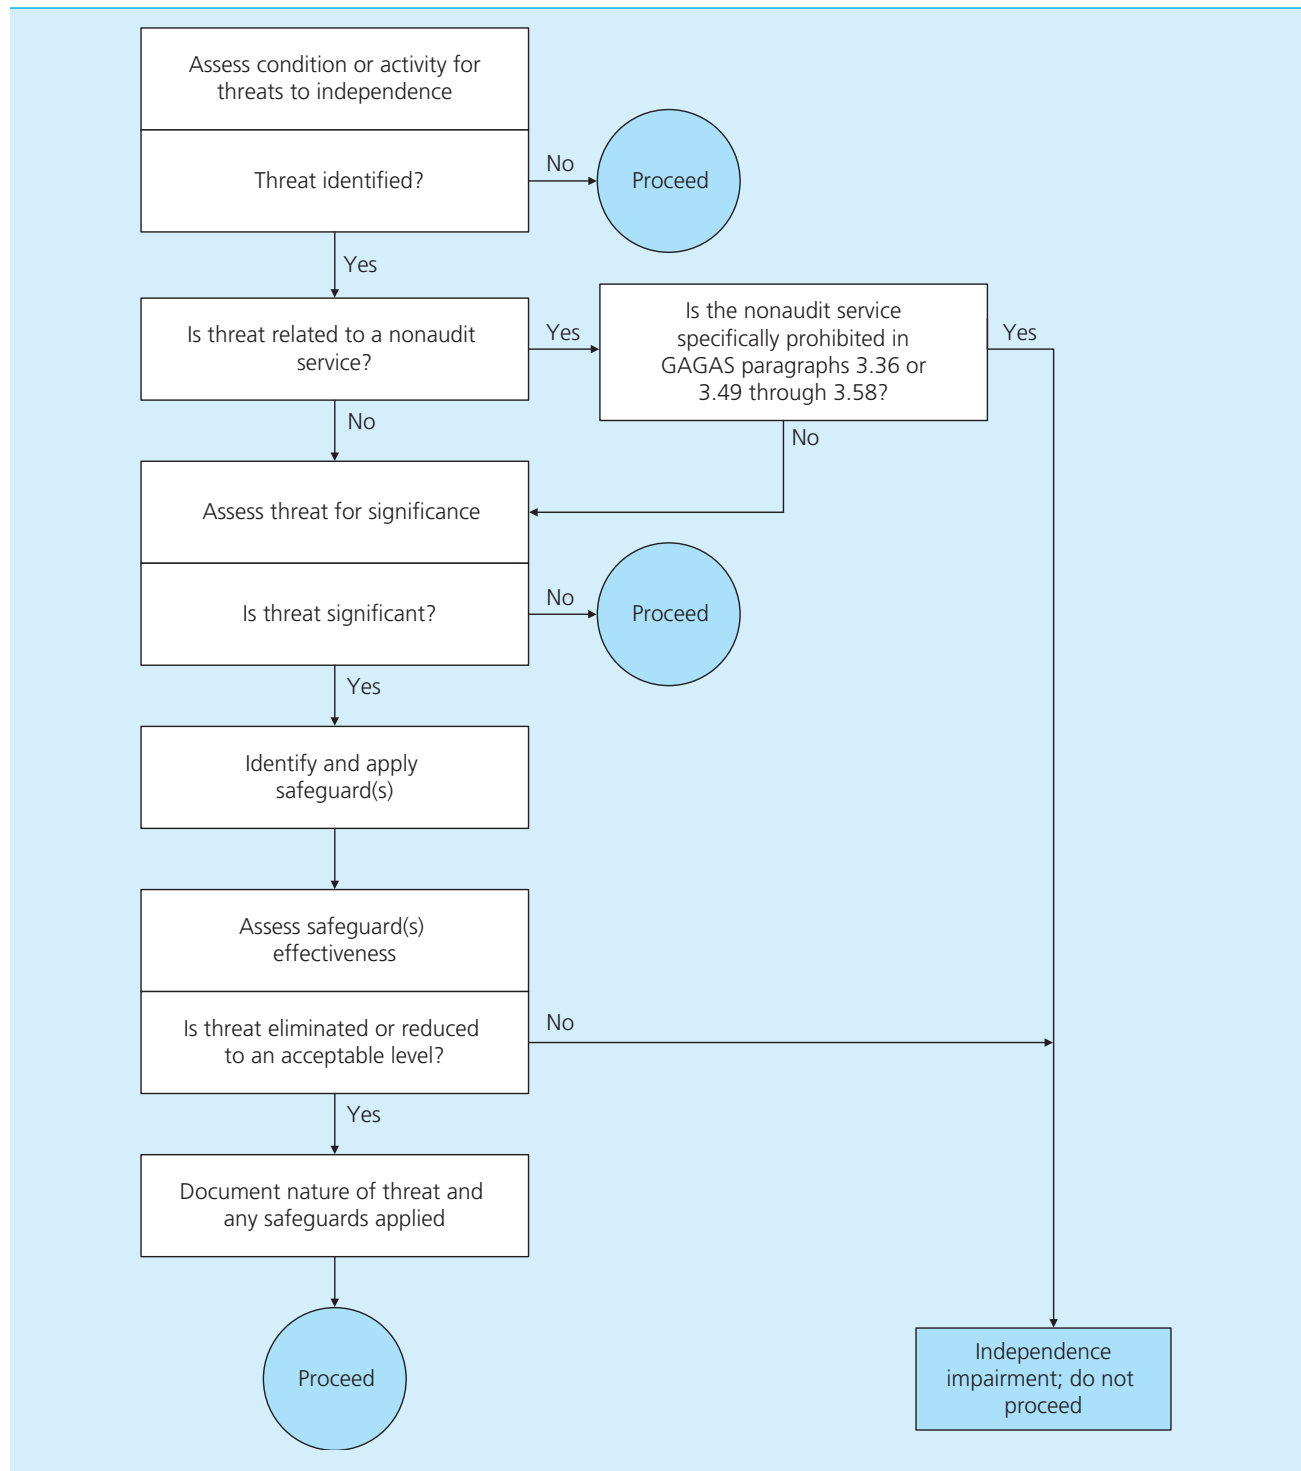 Assess condition or activity for
threats to independence
Threat identified?
No
Proceed
Yes
Is threat related to a nonaudit
service?
Yes
Is the nonaudit service
specifically prohibited in
GAGAS paragraphs 3.36 or
3.49 through 3.58?
Yes
No
No
Assess threat for significance
Is threat significant?
No
Proceed
Yes
Identify and apply
safeguard(s)
Assess safeguard(s)
effectiveness
Is threat eliminated or reduced
to an acceptable level?
No
Yes
Document nature of threat and
any safeguards applied
Proceed
Independence
impairment; do not
proceed